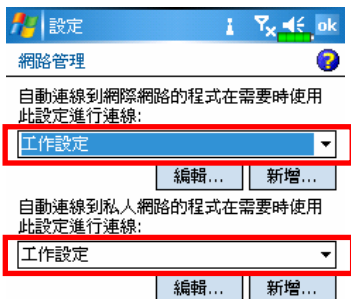 設定 ok
網路管理
自動連線到網際網路的程式在需要時使用
此設定進行連線:
工作設定
編輯... 新增...
自動連線到私人網路的程式在需要時使用
此設定進行連線:
工作設定
編輯... 新增...